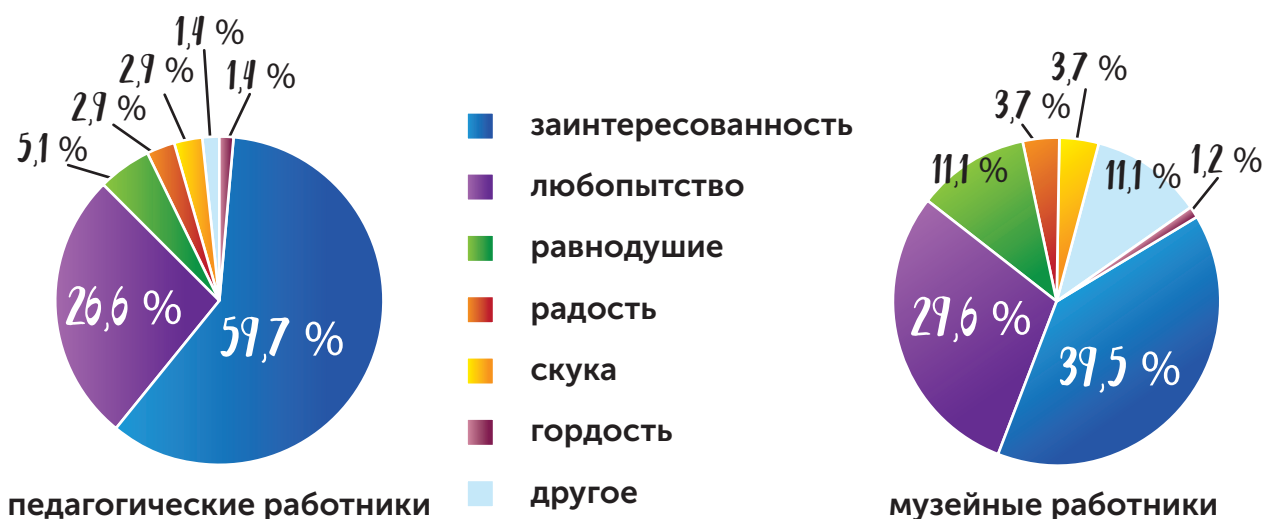 1,4 %
2,9 %
1,4 %
2,9 %
5,1 %
26,6 %
59,7 %
педагогические работники
заинтересованность
любопытство
равнодушие
радость
скука
гордость
другое
3,7 %
3,7 %
11,1 %
11,1 %
1,2 %
29,6 %
39,5 %
музейные работники